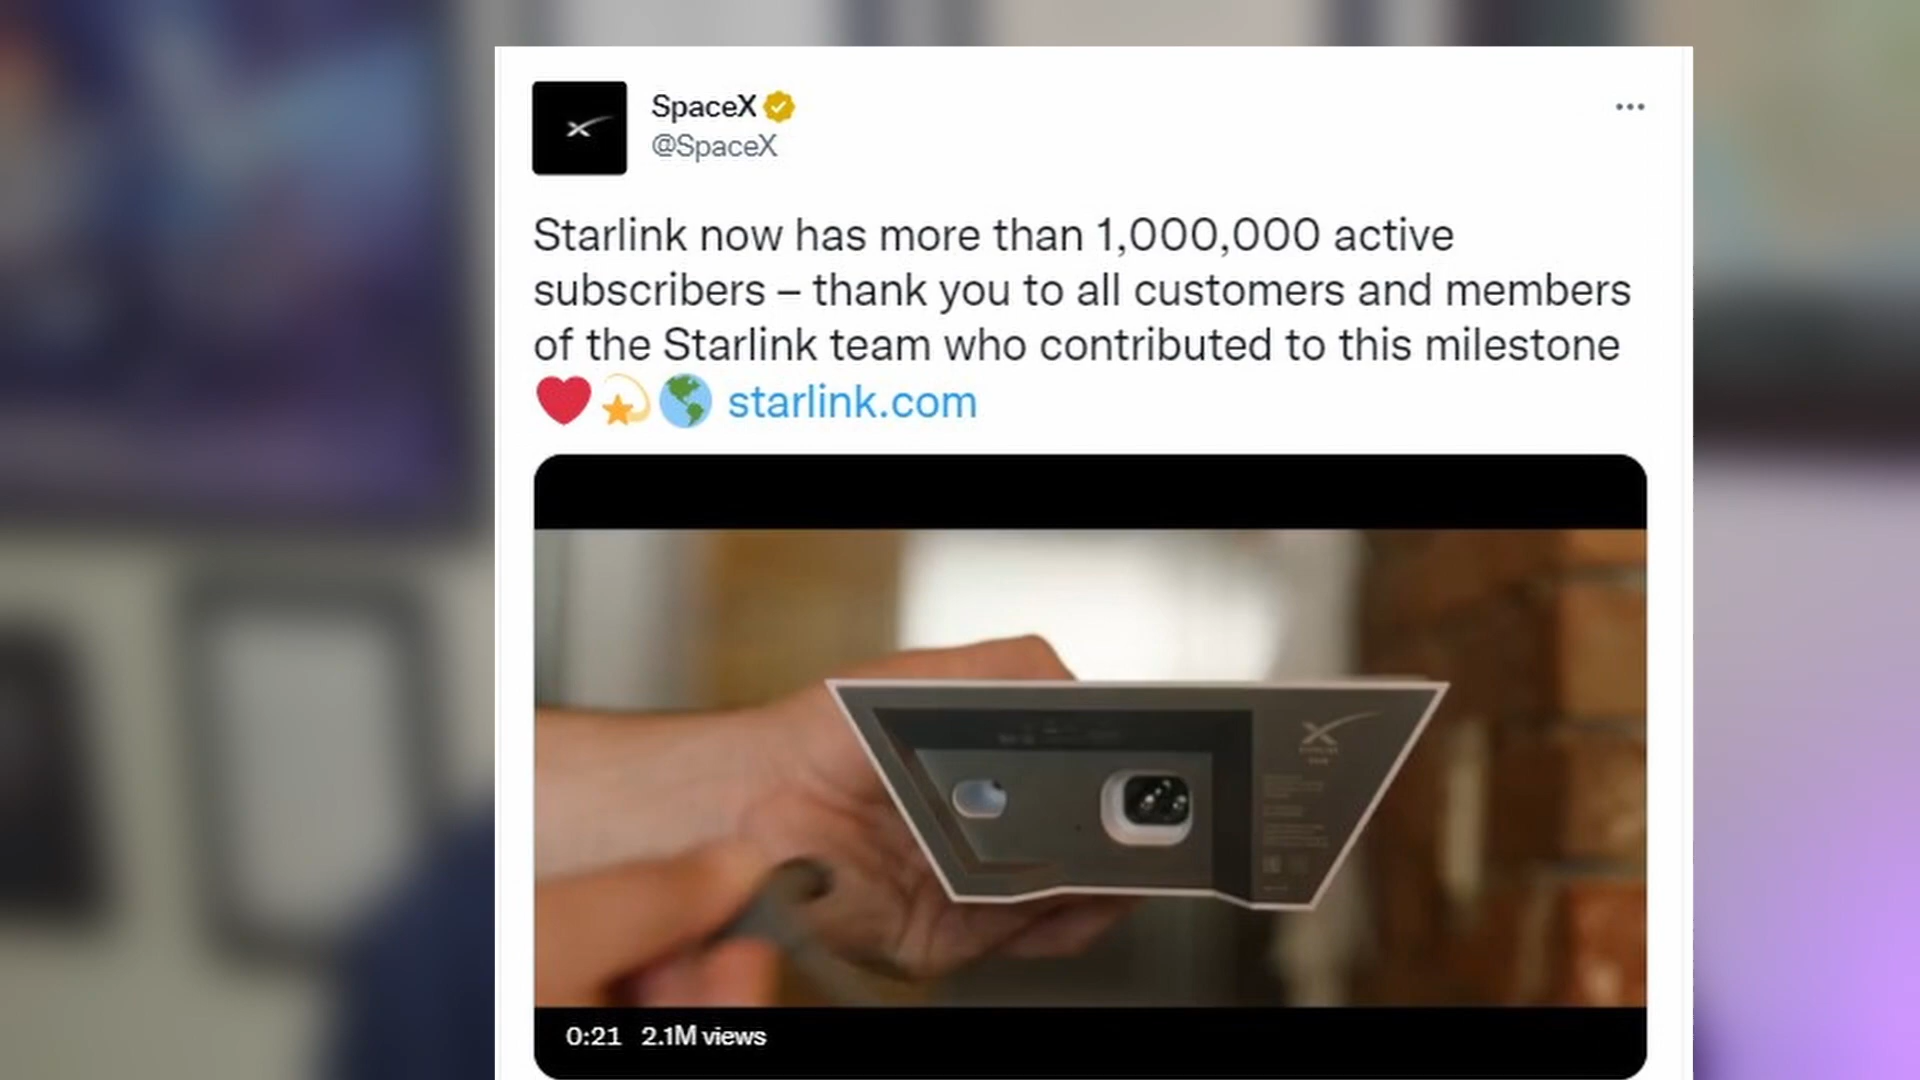 SpaceX
@SpaceX
Starlink now has more than 1,000,000 active
subscribers – thank you to all customers and members
of the Starlink team who contributed to this milestone
❤️💫🌎 starlink.com
0:21 2.1M views